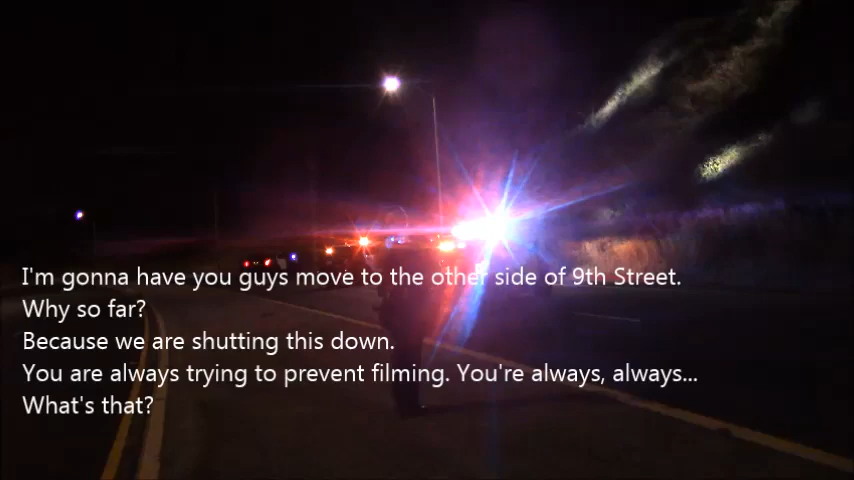 I'm gonna have you guys move to the other side of 9th Street.
Why so far?
Because we are shutting this down.
You are always trying to prevent filming. You're always, always...
What's that?